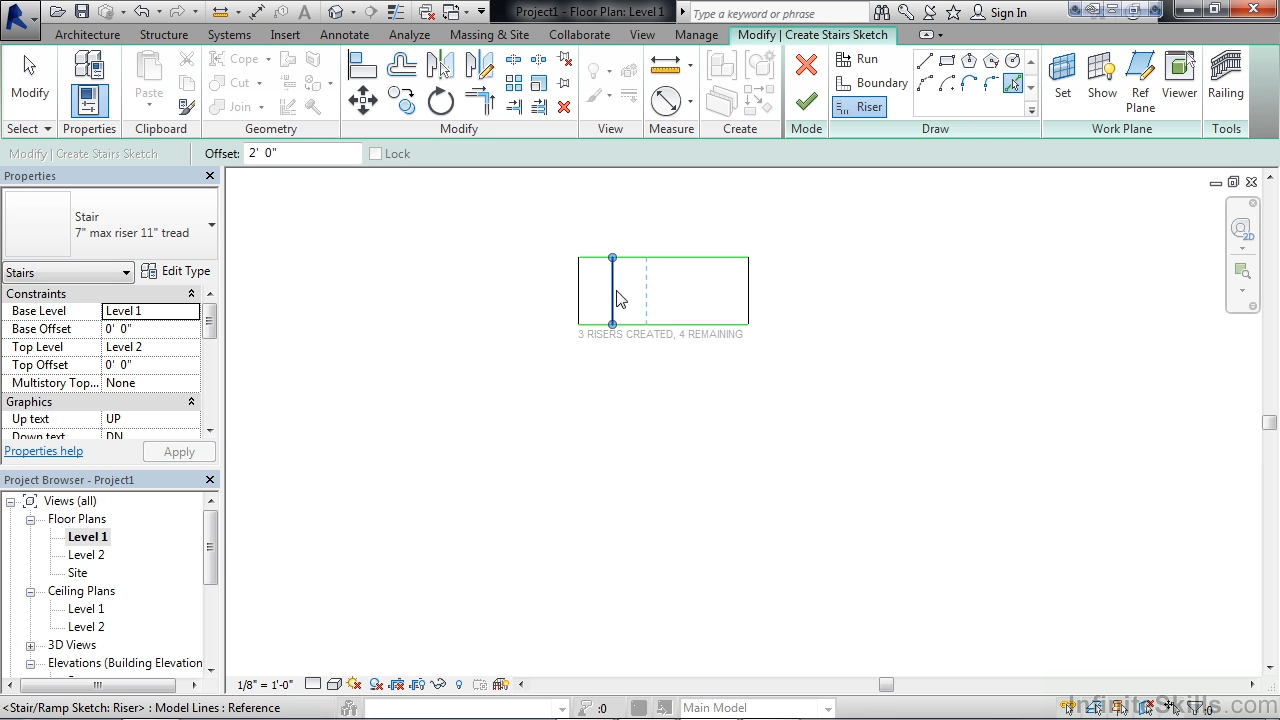 Project1 - Floor Plan: Level 1
Type a keyword or phrase
Sign In
Architecture
Structure
Systems
Insert
Annotate
Analyze
Massing & Site
Collaborate
View
Manage
Modify | Create Stairs Sketch
Modify
Paste
Cope
Cut
Join
Run
Boundary
Riser
Set
Show
Ref
Plane
Viewer
Railing
Select
Properties
Clipboard
Geometry
Modify
View
Measure
Create
Mode
Draw
Work Plane
Tools
Modify | Create Stairs Sketch
Offset: 2' 0"
Lock
Properties
Stair
7" max riser 11" tread
Stairs
Edit Type
Constraints
Base Level Level 1
Base Offset 0' 0"
Top Level Level 2
Top Offset 0' 0"
Multistory Top... None
Graphics
Up text UP
Down text DN
Properties help
Apply
3 RISERS CREATED, 4 REMAINING
2D
Project Browser - Project1
Views (all)
Floor Plans
Level 1
Level 2
Site
Ceiling Plans
Level 1
Level 2
3D Views
Elevations (Building Elevation
1/8" = 1'-0"
<Stair/Ramp Sketch: Riser> : Model Lines : Reference
:0
Main Model
:0
InfiniteSkills.com